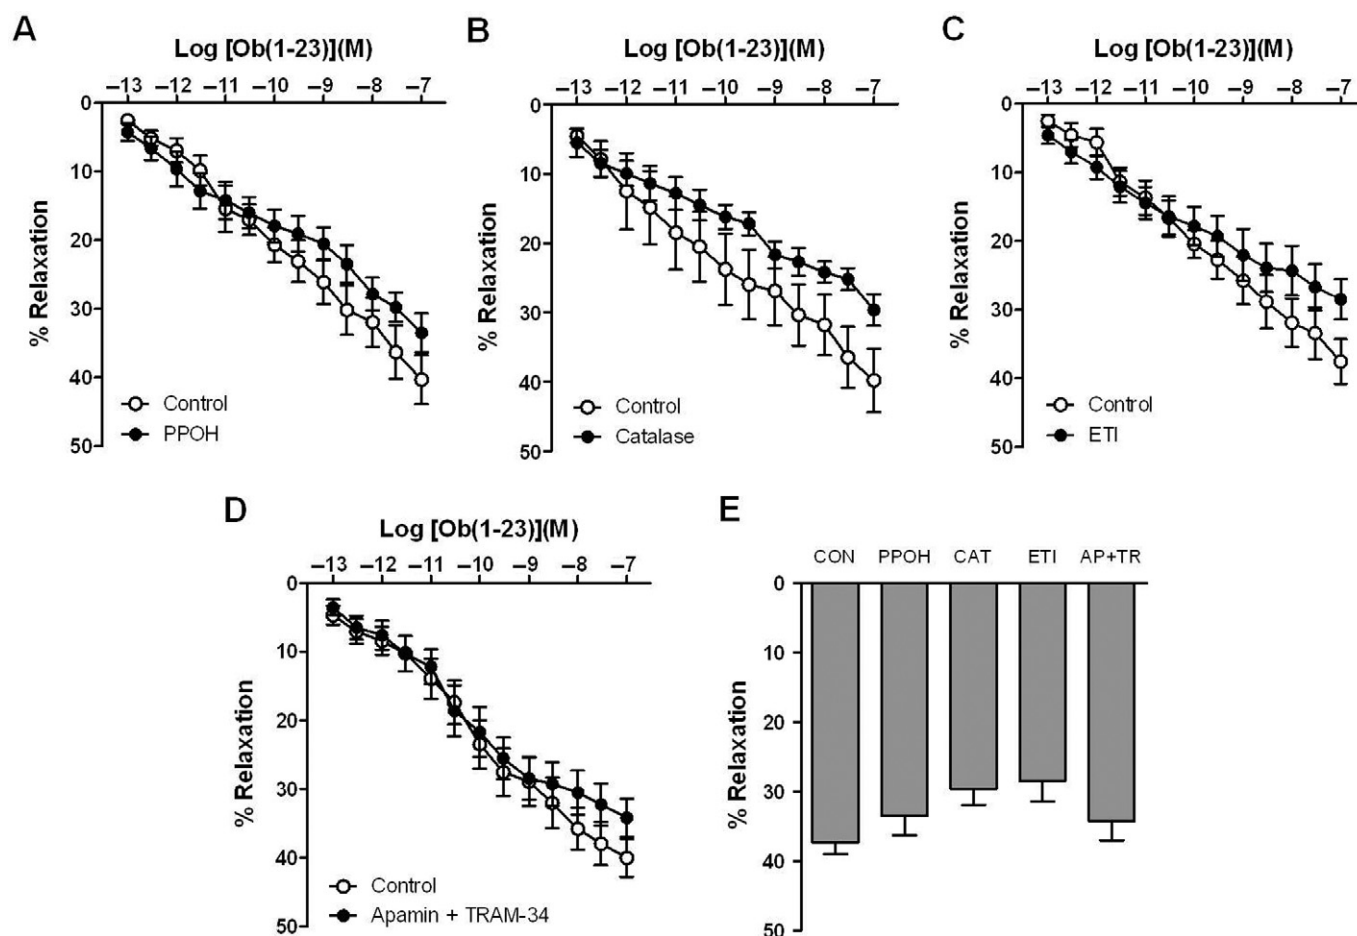 A
Log [Ob(1-23)](M)
−13 −12 −11 −10 −9 −8 −7
0
10
20
30
40
50
% Relaxation
Control
PPOH
B
Log [Ob(1-23)](M)
−13 −12 −11 −10 −9 −8 −7
0
10
20
30
40
50
% Relaxation
Control
Catalase
C
Log [Ob(1-23)](M)
−13 −12 −11 −10 −9 −8 −7
0
10
20
30
40
50
% Relaxation
Control
ETI
D
Log [Ob(1-23)](M)
−13 −12 −11 −10 −9 −8 −7
0
10
20
30
40
50
% Relaxation
Control
Apamin + TRAM-34
E
CON PPOH CAT ETI AP+TR
0
10
20
30
40
50
% Relaxation